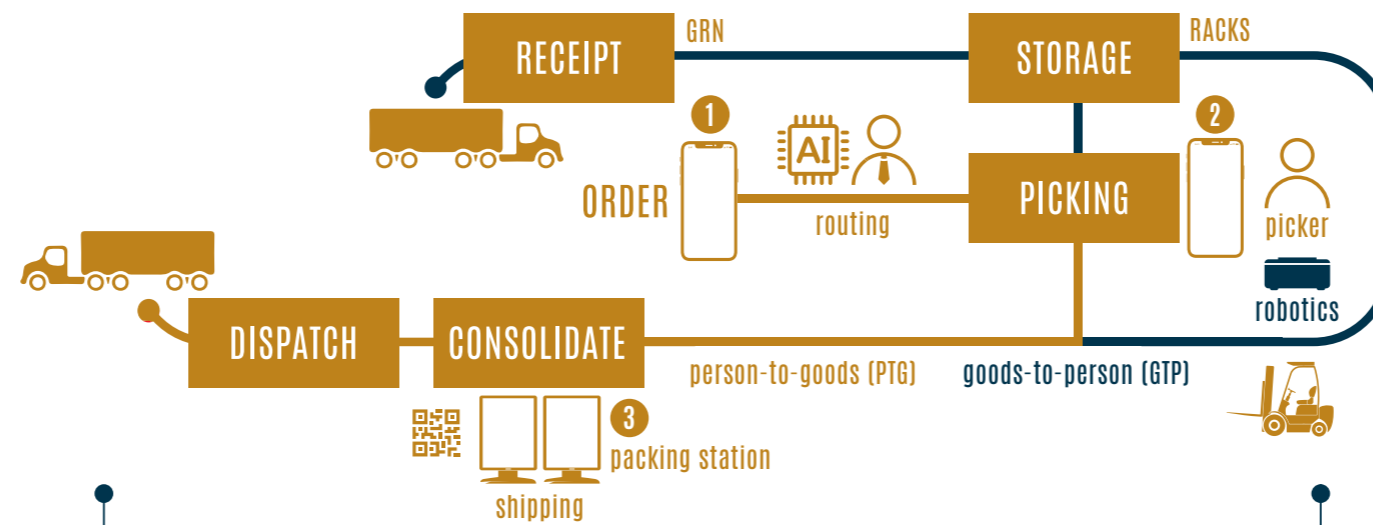 RECEIPT
GRN
STORAGE
RACKS
1
2
AI
ORDER
routing
PICKING
picker
robotics
DISPATCH
CONSOLIDATE
person-to-goods (PTG)
goods-to-person (GTP)
3
packing station
shipping